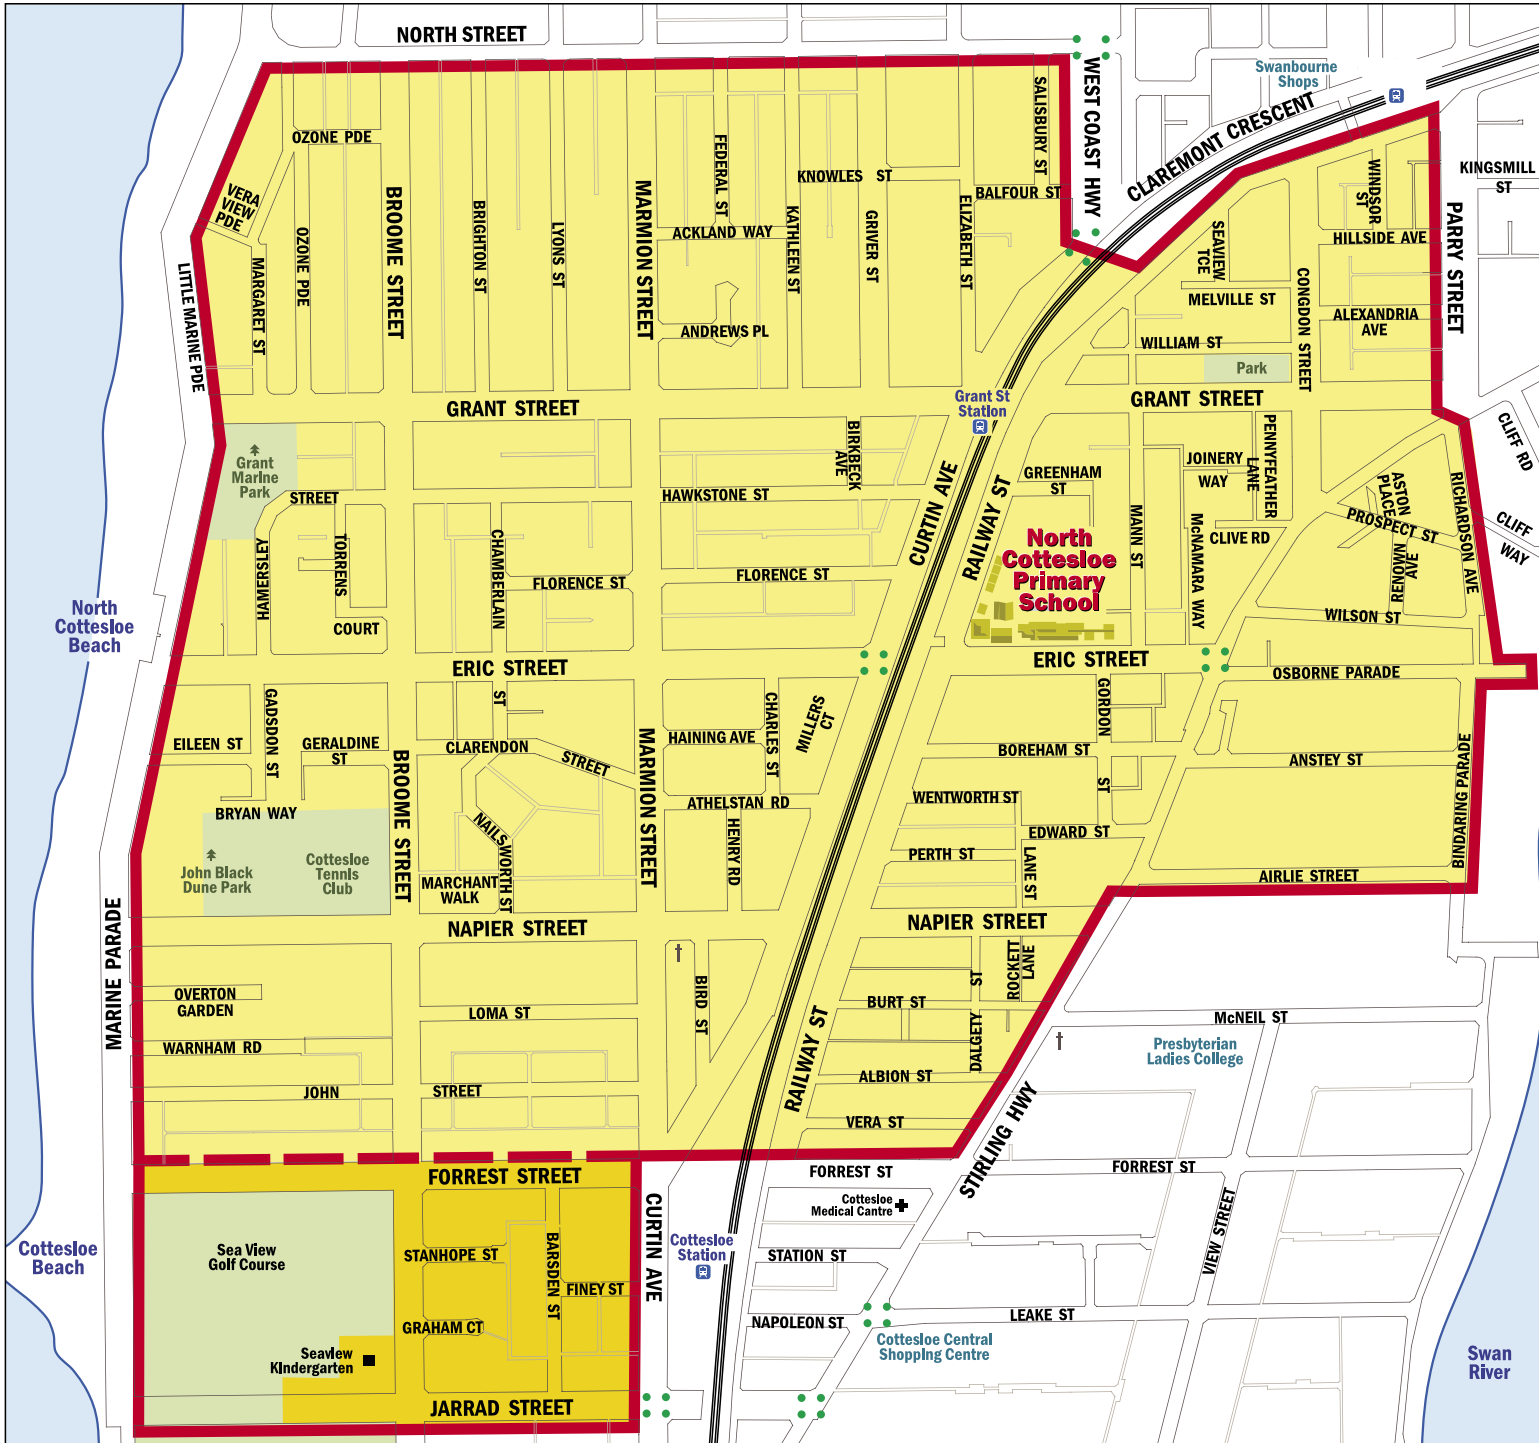 NORTH STREET
Swanbourne
Shops
WEST COAST HWY
CLAREMONT CRESCENT
SALISBURY ST
OZONE PDE
FEDERAL ST
KNOWLES ST
BALFOUR ST
WINDSOR
ST
KINGSMILL
ST
VERA
VIEW
PDE
BROOME STREET
BRIGHTON ST
LYONS ST
MARMION STREET
ACKLAND WAY
KATHLEEN ST
GRIVER ST
ELIZABETH ST
SEAVIEW
TCE
HILLSIDE AVE
PARRY STREET
OZONE PDE
MARGARET ST
LITTLE MARINE PDE
ANDREWS PL
MELVILLE ST
CONGDON STREET
ALEXANDRIA
AVE
WILLIAM ST
Park
GRANT STREET
Grant St
Station
GRANT STREET
BIRKBECK
AVE
PENNYFEATHER
LANE
JOINERY
WAY
CLIFF RD
Grant
Marine
Park
STREET
HAWKSTONE ST
CURTIN AVE
RAILWAY ST
GREENHAM
ST
MANN ST
McNAMARA WAY
CLIVE RD
ASTON
PLACE
PROSPECT ST
RICHARDSON AVE
CLIFF
WAY
HAMERSLEY
TORRENS
COURT
CHAMBERLAIN
ST
FLORENCE ST
FLORENCE ST
North
Cottesloe
Primary
School
RENOWN
AVE
WILSON ST
North
Cottesloe
Beach
ERIC STREET
ERIC STREET
OSBORNE PARADE
GADSDON ST
EILEEN ST
GERALDINE
ST
CLARENDON
STREET
HAINING AVE
CHARLES ST
MILLERS
CT
GORDON
ST
BOREHAM ST
ANSTEY ST
BINDARING PARADE
BRYAN WAY
BROOME STREET
MARMION STREET
ATHELSTAN RD
HENRY RD
WENTWORTH ST
EDWARD ST
John Black
Dune Park
Cottesloe
Tennis
Club
NAILSWORTH ST
MARCHANT
WALK
PERTH ST
LANE ST
AIRLIE STREET
NAPIER STREET
NAPIER STREET
MARINE PARADE
OVERTON
GARDEN
LOMA ST
BIRD ST
BURT ST
ROCKETT
LANE
DALGETY
ST
McNEIL ST
WARNHAM RD
Presbyterian
Ladies College
JOHN
STREET
RAILWAY ST
ALBION ST
VERA ST
STIRLING HWY
FORREST STREET
FORREST ST
FORREST ST
Cottesloe
Medical Cantre
Cottesloe
Beach
Sea View
Golf Course
STANHOPE ST
BARSDEN ST
CURTIN AVE
Cottesloe
Station
STATION ST
VIEW STREET
FINEY ST
GRAHAM CT
NAPOLEON ST
LEAKE ST
Seaview
Kindergarten
Cottesloe Central
Shopping Centre
Swan
River
JARRAD STREET